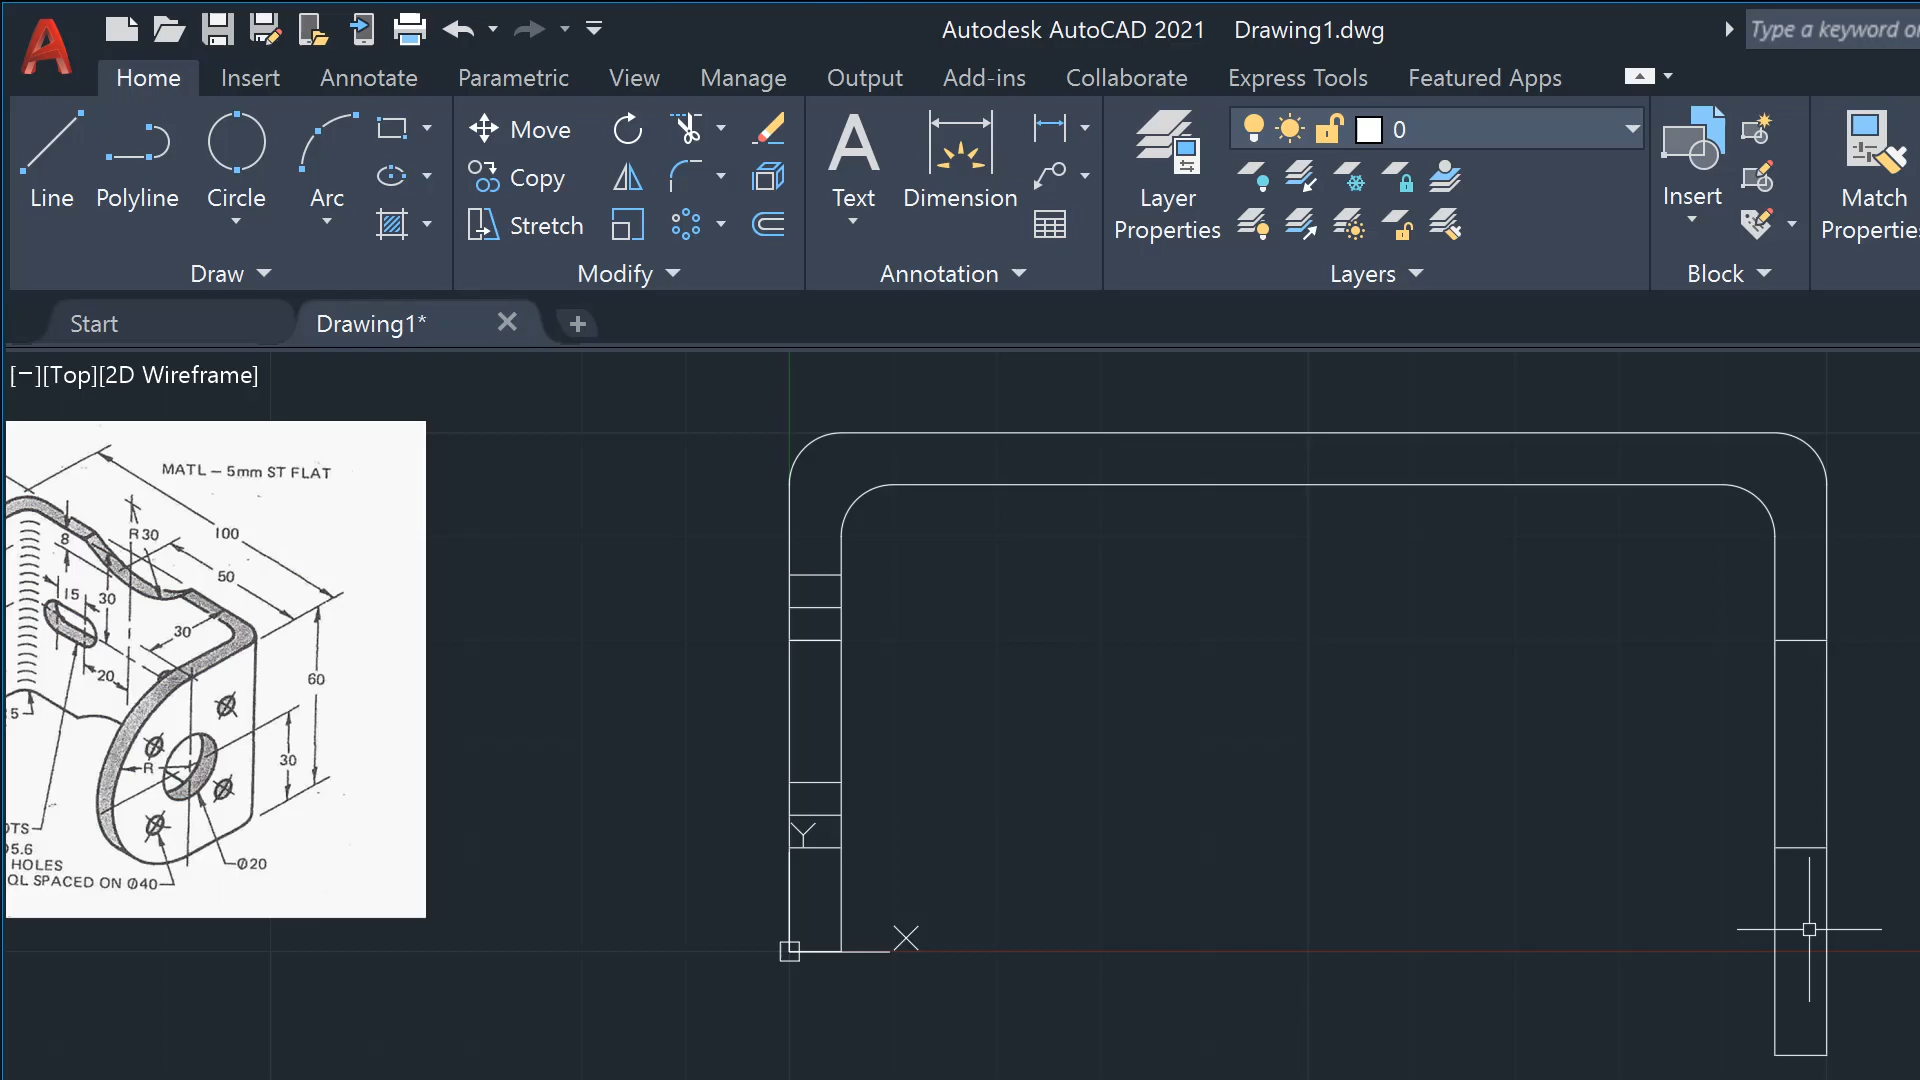 Autodesk AutoCAD 2021 Drawing1.dwg
Type a keyword or
Home Insert Annotate Parametric View Manage Output Add-ins Collaborate Express Tools Featured Apps
Line Polyline Circle Arc
Move
Copy
Stretch
Text Dimension
Layer
Properties
0
Insert
Match
Properties
Draw Modify Annotation Layers Block
Start Drawing1*
[−][Top][2D Wireframe]
MATL – 5mm ST FLAT
100
R30
8
50
15
30
30
20
60
.5
R
30
OTS
Ø5.6
HOLES
QL SPACED ON Ø40
Ø20
Y
X